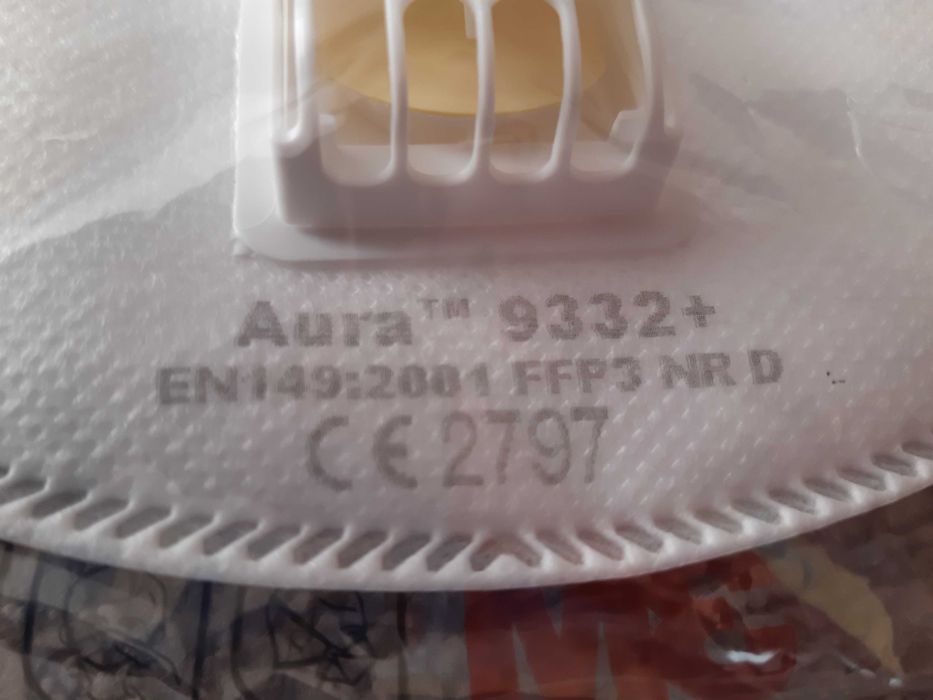 Aura™ 9332+
EN149:2001 FFP3 NR D
CE 2797